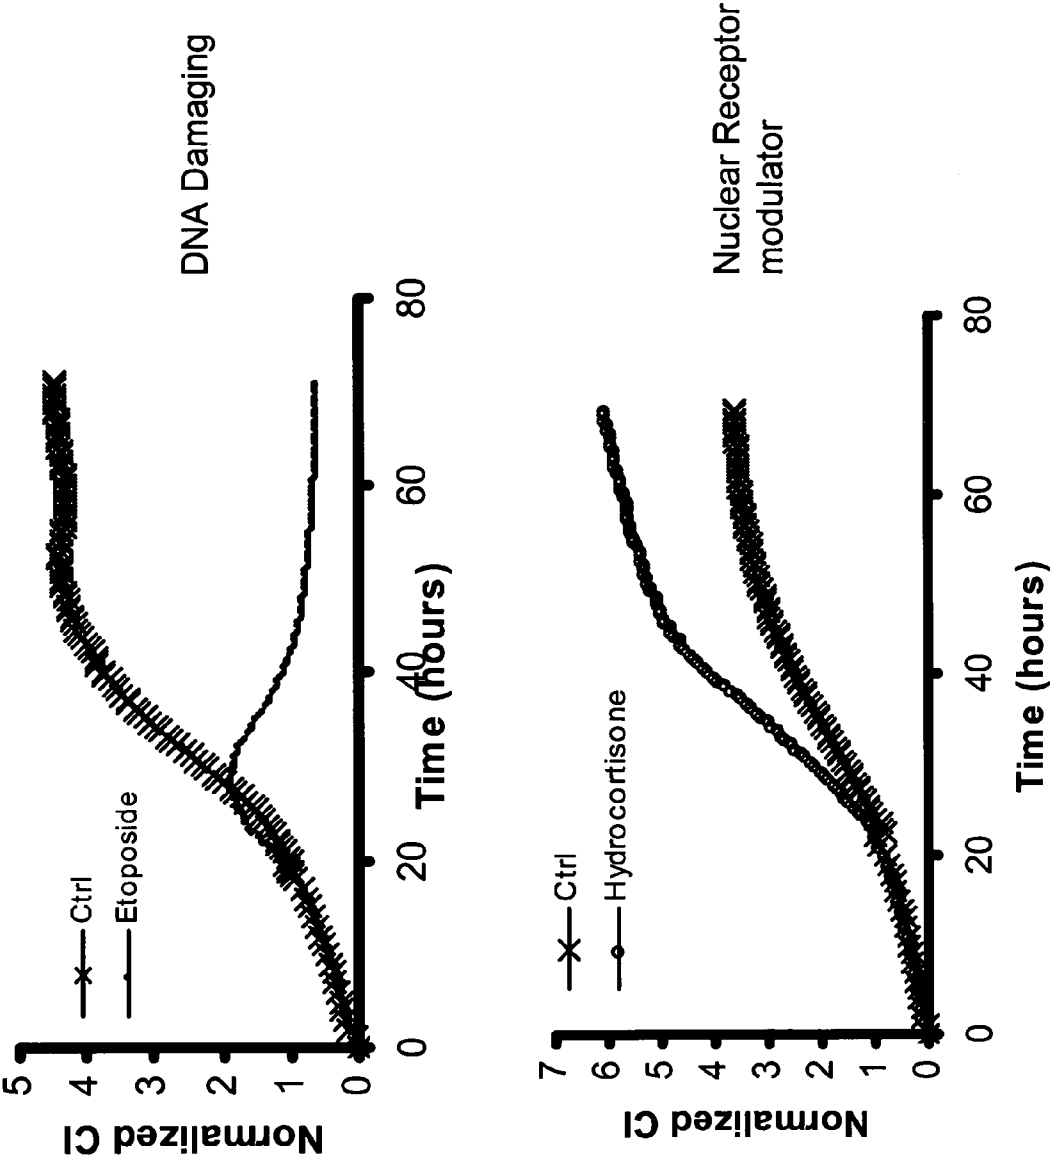 DNA Damaging
Normalized CI
5
4
3
2
1
0
Ctrl
Etoposide
0
20
40
60
80
Time (hours)
Nuclear Receptor
modulator
Normalized CI
7
6
5
4
3
2
1
0
Ctrl
Hydrocortisone
0
20
40
60
80
Time (hours)